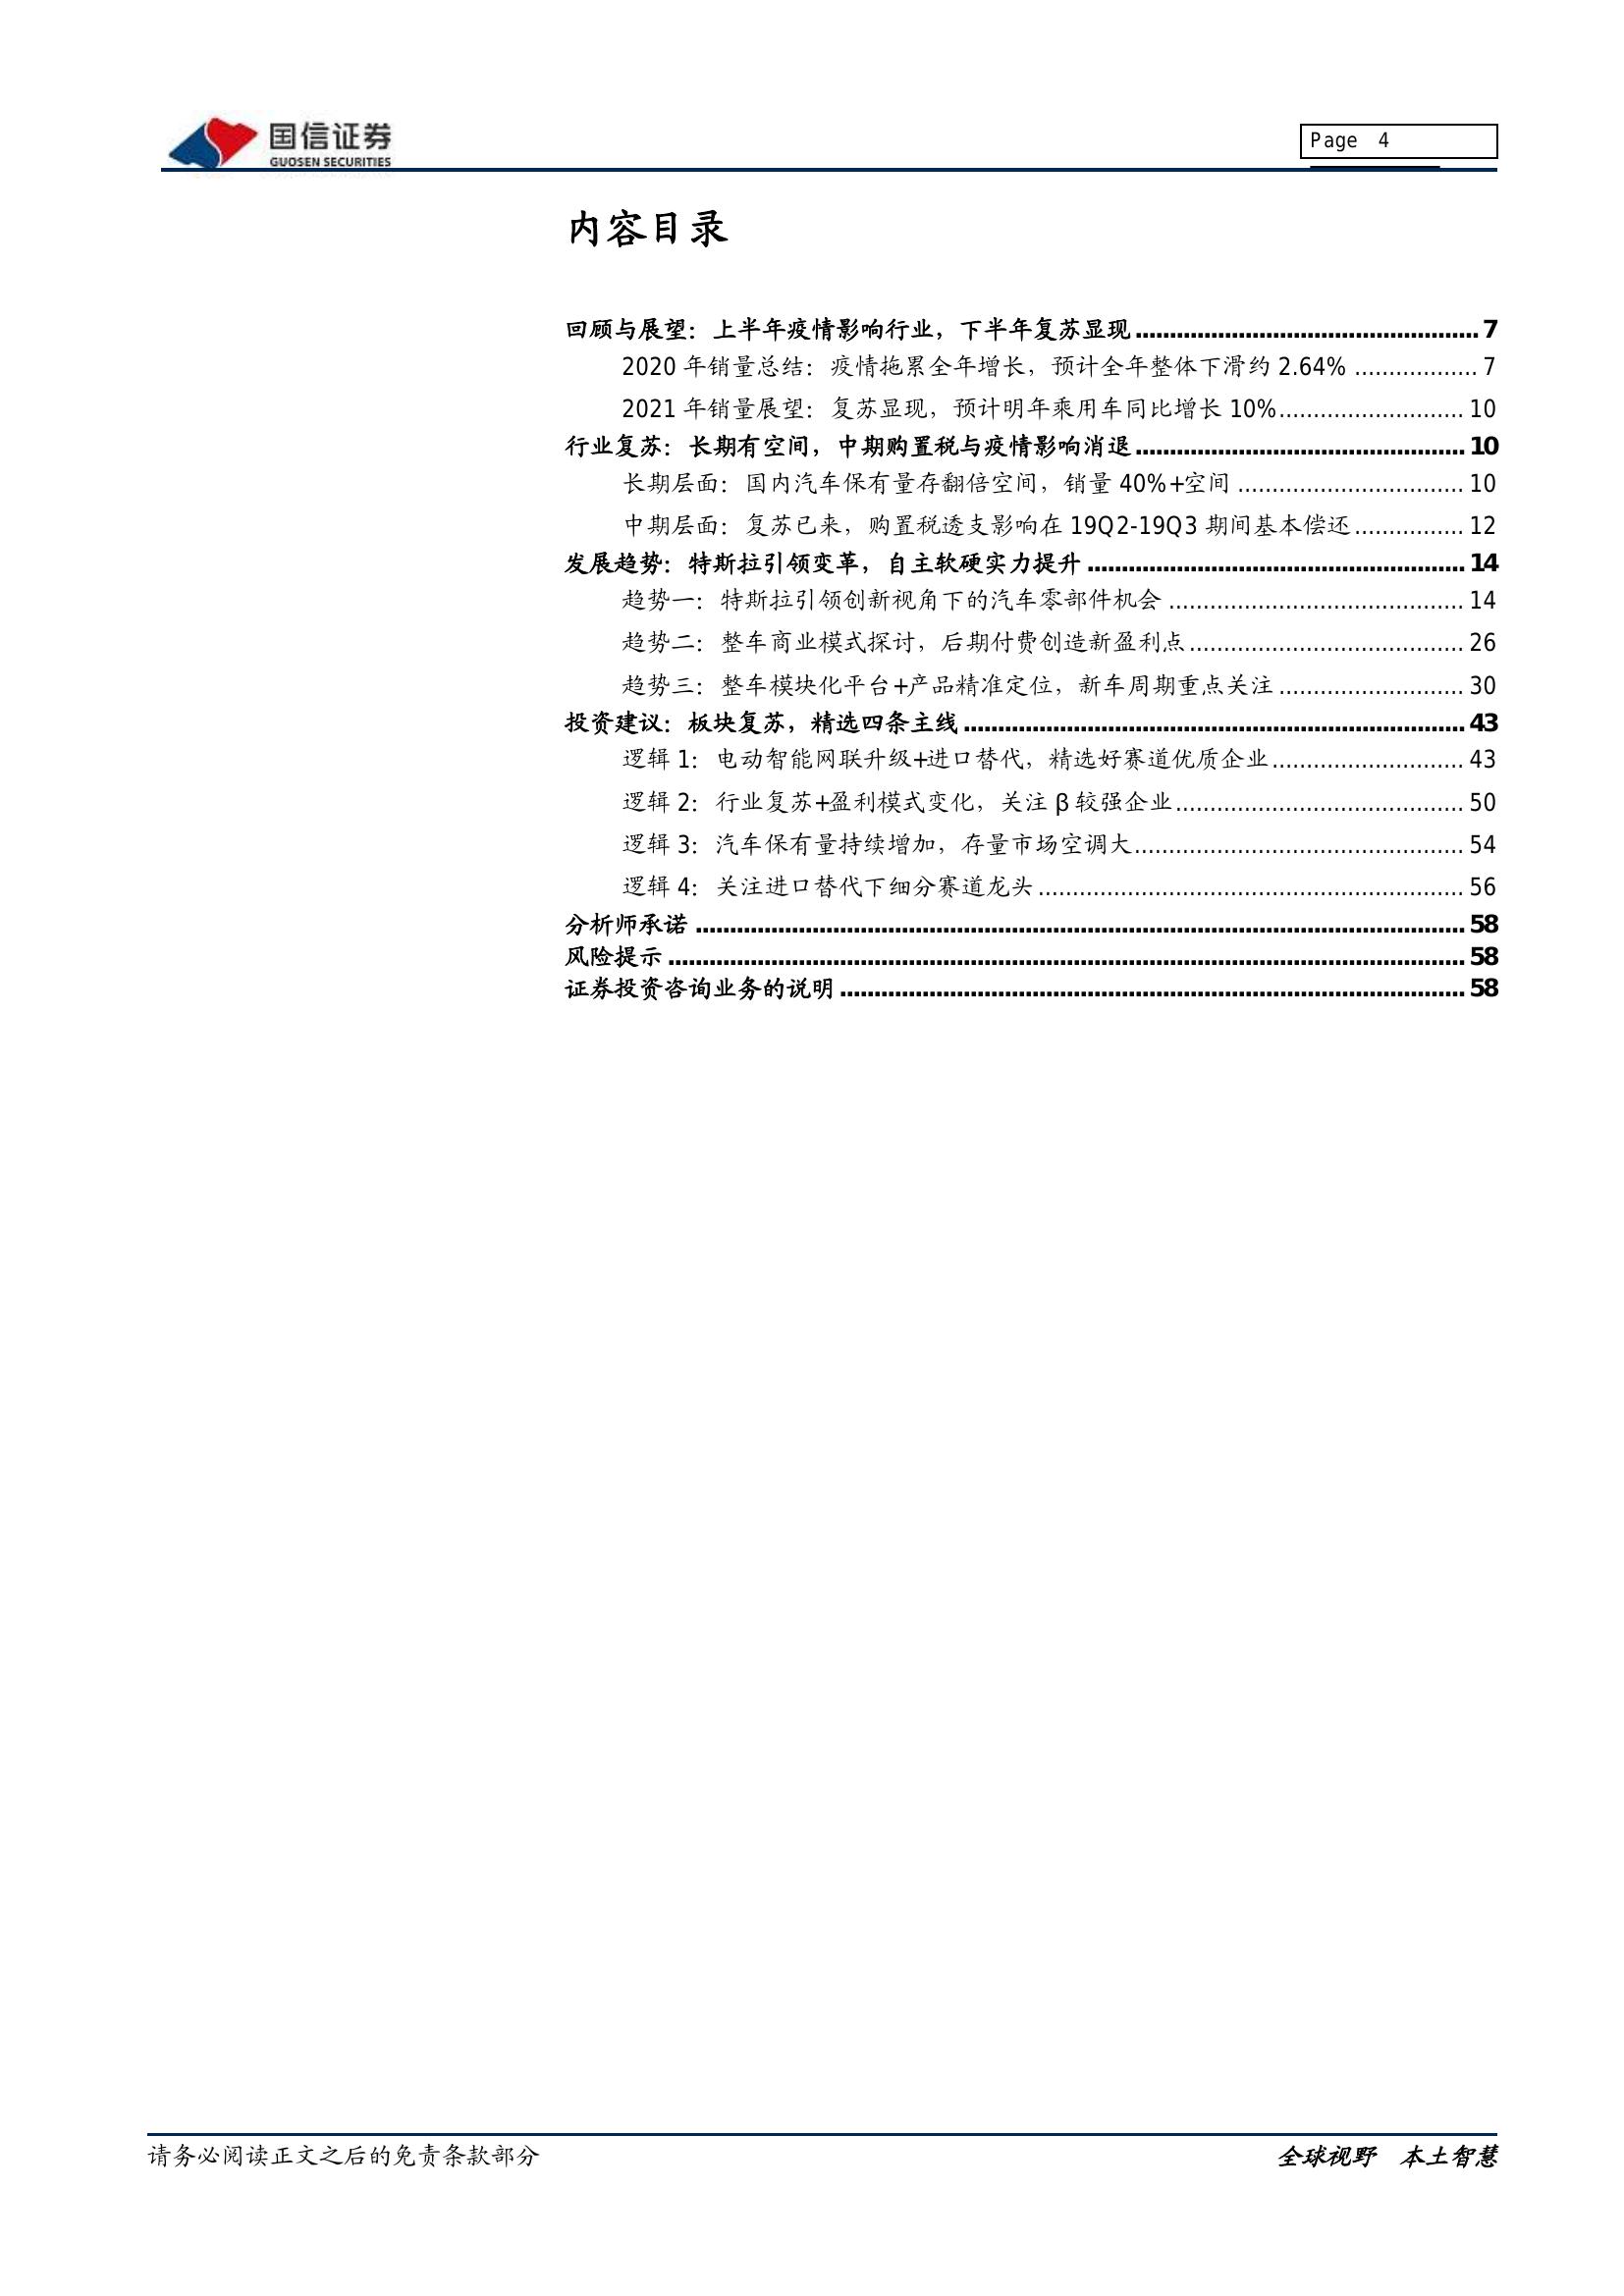 国信证券
GUOSEN SECURITIES
Page 4
内容目录
回顾与展望：上半年疫情影响行业，下半年复苏显现.................................................. 7
2020 年销量总结：疫情拖累全年增长，预计全年整体下滑约 2.64% .................. 7
2021 年销量展望：复苏显现，预计明年乘用车同比增长 10%........................... 10
行业复苏：长期有空间，中期购置税与疫情影响消退................................................ 10
长期层面：国内汽车保有量存翻倍空间，销量 40%+空间 ................................. 10
中期层面：复苏已来，购置税透支影响在 19Q2-19Q3 期间基本偿还................ 12
发展趋势：特斯拉引领变革，自主软硬实力提升....................................................... 14
趋势一：特斯拉引领创新视角下的汽车零部件机会 ........................................... 14
趋势二：整车商业模式探讨，后期付费创造新盈利点........................................ 26
趋势三：整车模块化平台+产品精准定位，新车周期重点关注........................... 30
投资建议：板块复苏，精选四条主线......................................................................... 43
逻辑 1：电动智能网联升级+进口替代，精选好赛道优质企业............................ 43
逻辑 2：行业复苏+盈利模式变化，关注 β 较强企业.......................................... 50
逻辑 3：汽车保有量持续增加，存量市场空调大................................................ 54
逻辑 4：关注进口替代下细分赛道龙头.............................................................. 56
分析师承诺 ................................................................................................................ 58
风险提示 .................................................................................................................... 58
证券投资咨询业务的说明 ........................................................................................... 58
请务必阅读正文之后的免责条款部分
全球视野 本土智慧